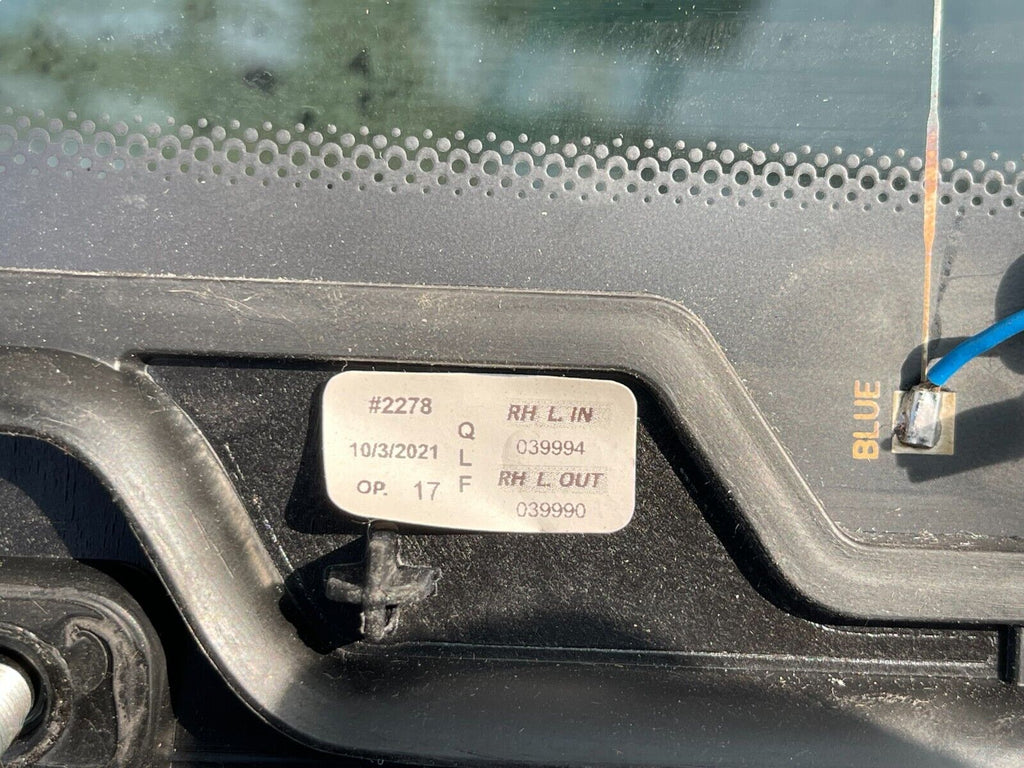 #2278
10/3/2021
OP. 17
Q
L
F
RH L. IN
039994
RH L. OUT
039990
BLUE